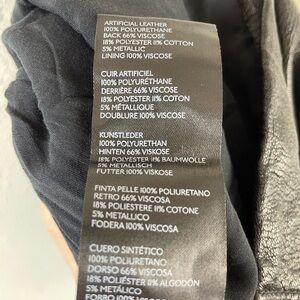 ARTIFICIAL LEATHER
100% POLYURETHANE
BACK 66% VISCOSE
18% POLYESTER 11% COTTON
5% METALLIC
LINING 100% VISCOSE
CUIR ARTIFICIEL
100% POLYURÉTHANE
DERRIÈRE 66% VISCOSE
18% POLYESTER 11% COTON
5% MÉTALLIQUE
DOUBLURE 100% VISCOSE
KUNSTLEDER
100% POLYURETHAN
HINTEN 66% VISKOSE
18% POLYESTER 11% BAUMWOLLE
5% METALLISCH
FUTTER 100% VISKOSE
FINTA PELLE 100% POLIURETANO
RETRO 66% VISCOSA
18% POLIESTERE 11% COTONE
5% METALLICO
FODERA 100% VISCOSA
CUERO SINTÉTICO
100% POLIURETANO
DORSO 66% VISCOSA
18% POLIÉSTER 11% ALGODÓN
5% METÁLICO
FORRO 100% VISCOSA